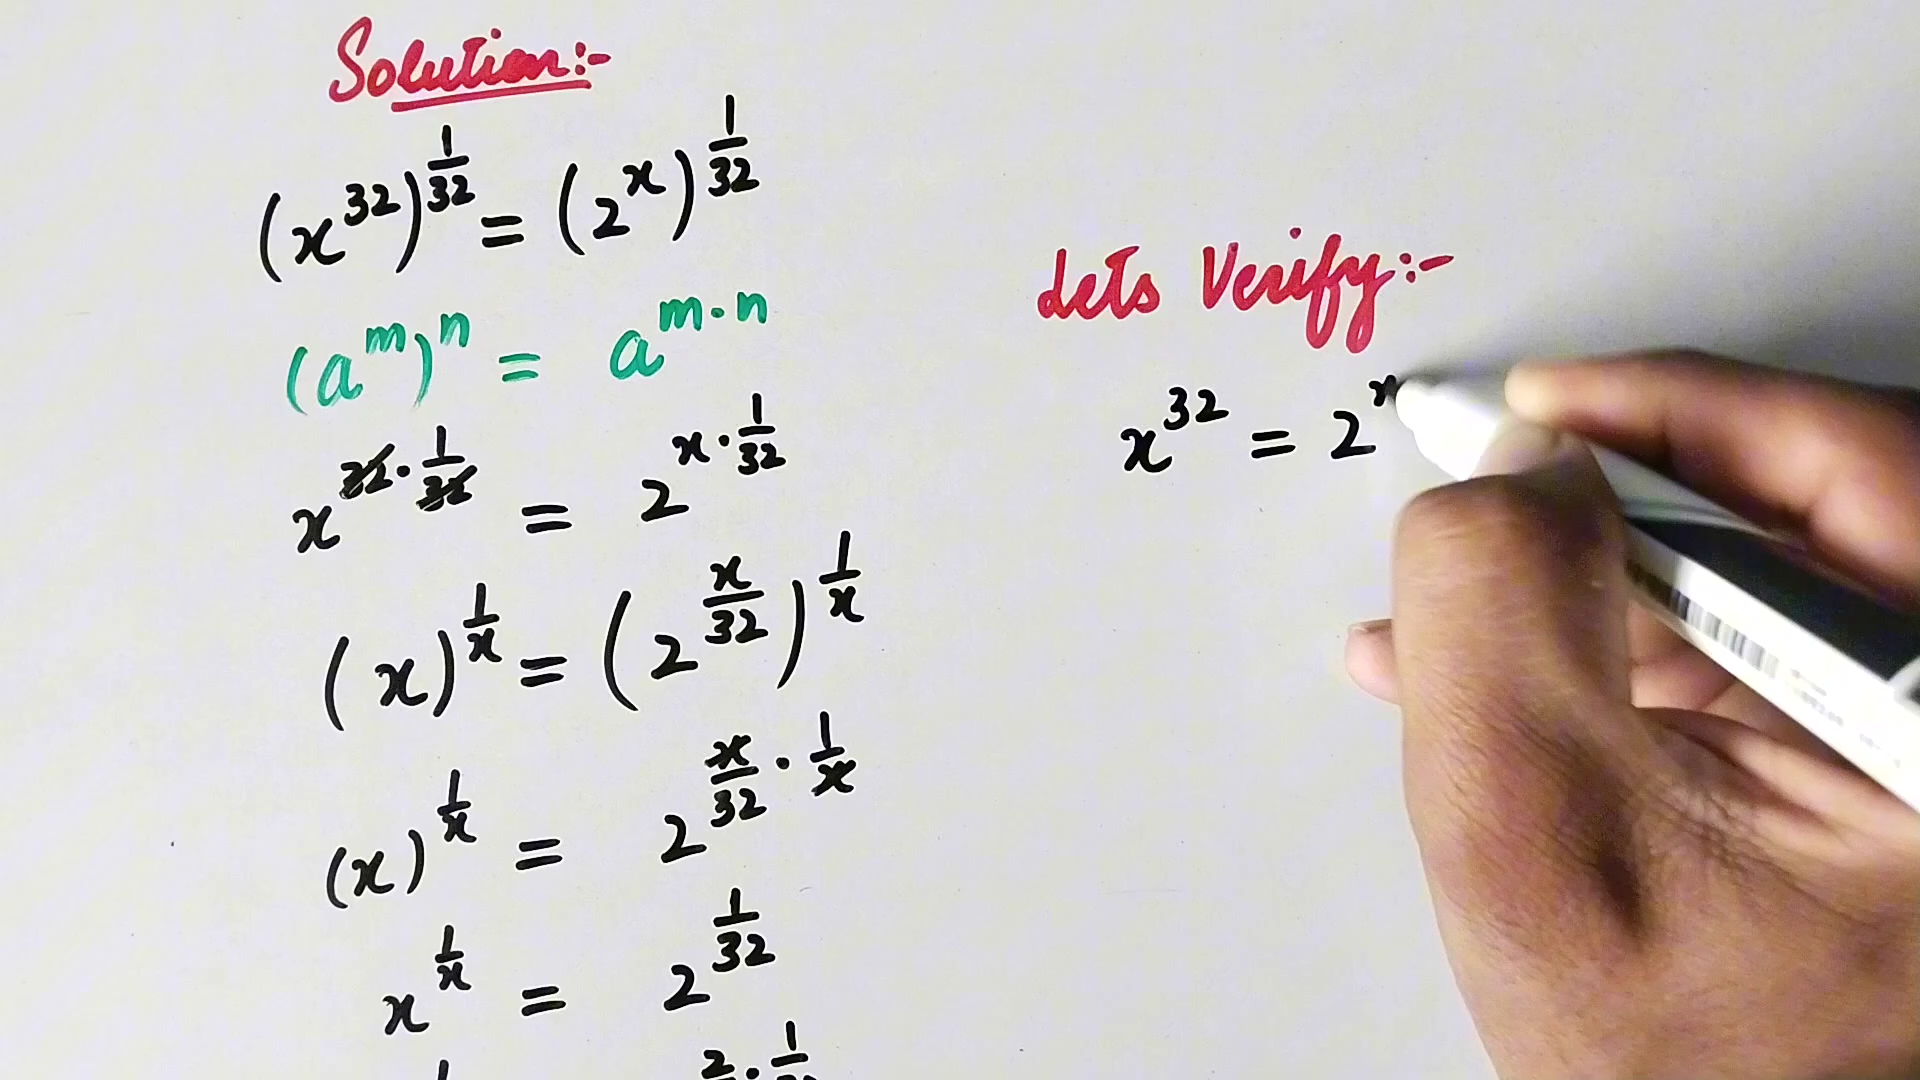 Solution:-
(x^32)^(1/32) = (2^x)^(1/32)
(a^m)^n = a^(m·n)
x^(32·1/32) = 2^(x·1/32)
(x)^(1/x) = (2^(x/32))^(1/x)
(x)^(1/x) = 2^(x/32 · 1/x)
x^(1/x) = 2^(1/32)
Lets Verify:-
x^32 = 2^x